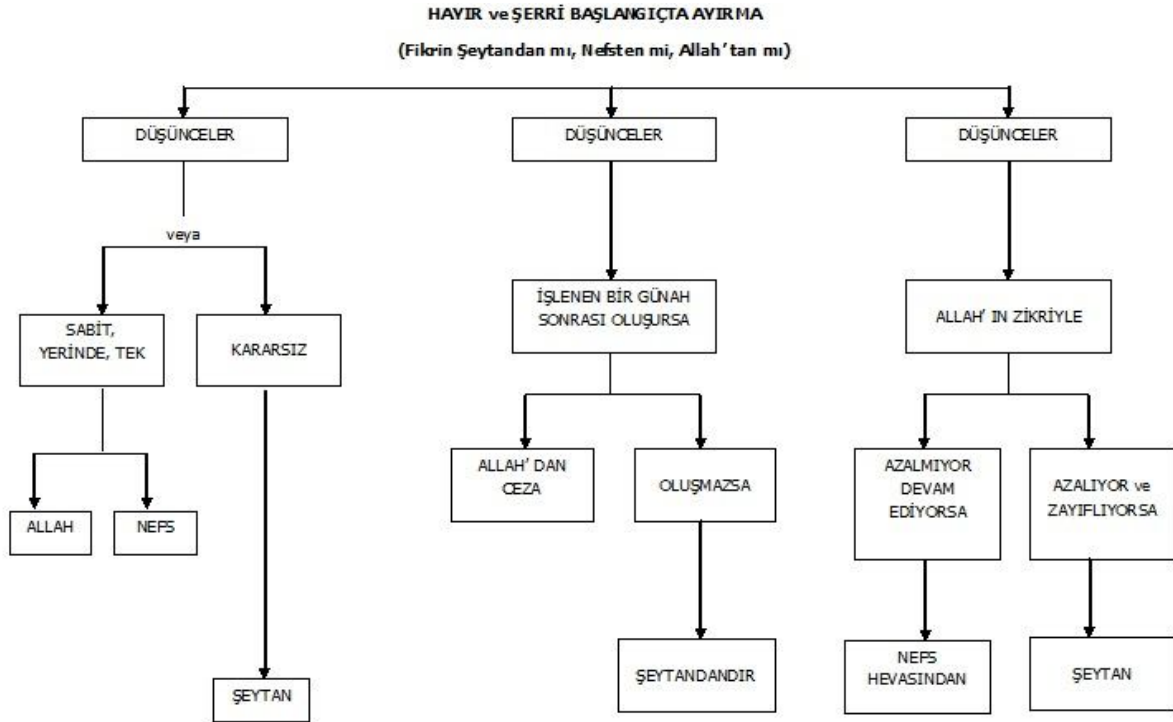 HAYIR ve ŞERRİ BAŞLANGIÇTA AYIRMA
(Fikrin Şeytandan mı, Nefsten mi, Allah’tan mı)
DÜŞÜNCELER
veya
SABİT,
YERİNDE, TEK
KARARSIZ
ALLAH
NEFS
ŞEYTAN
DÜŞÜNCELER
İŞLENEN BİR GÜNAH
SONRASI OLUŞURSA
ALLAH’ DAN
CEZA
OLUŞMAZSA
ŞEYTANDANDIR
DÜŞÜNCELER
ALLAH’ IN ZİKRİYLE
AZALMIYOR
DEVAM
EDİYORSA
AZALIYOR ve
ZAYIFLIYORSA
NEFS
HEVASINDAN
ŞEYTAN